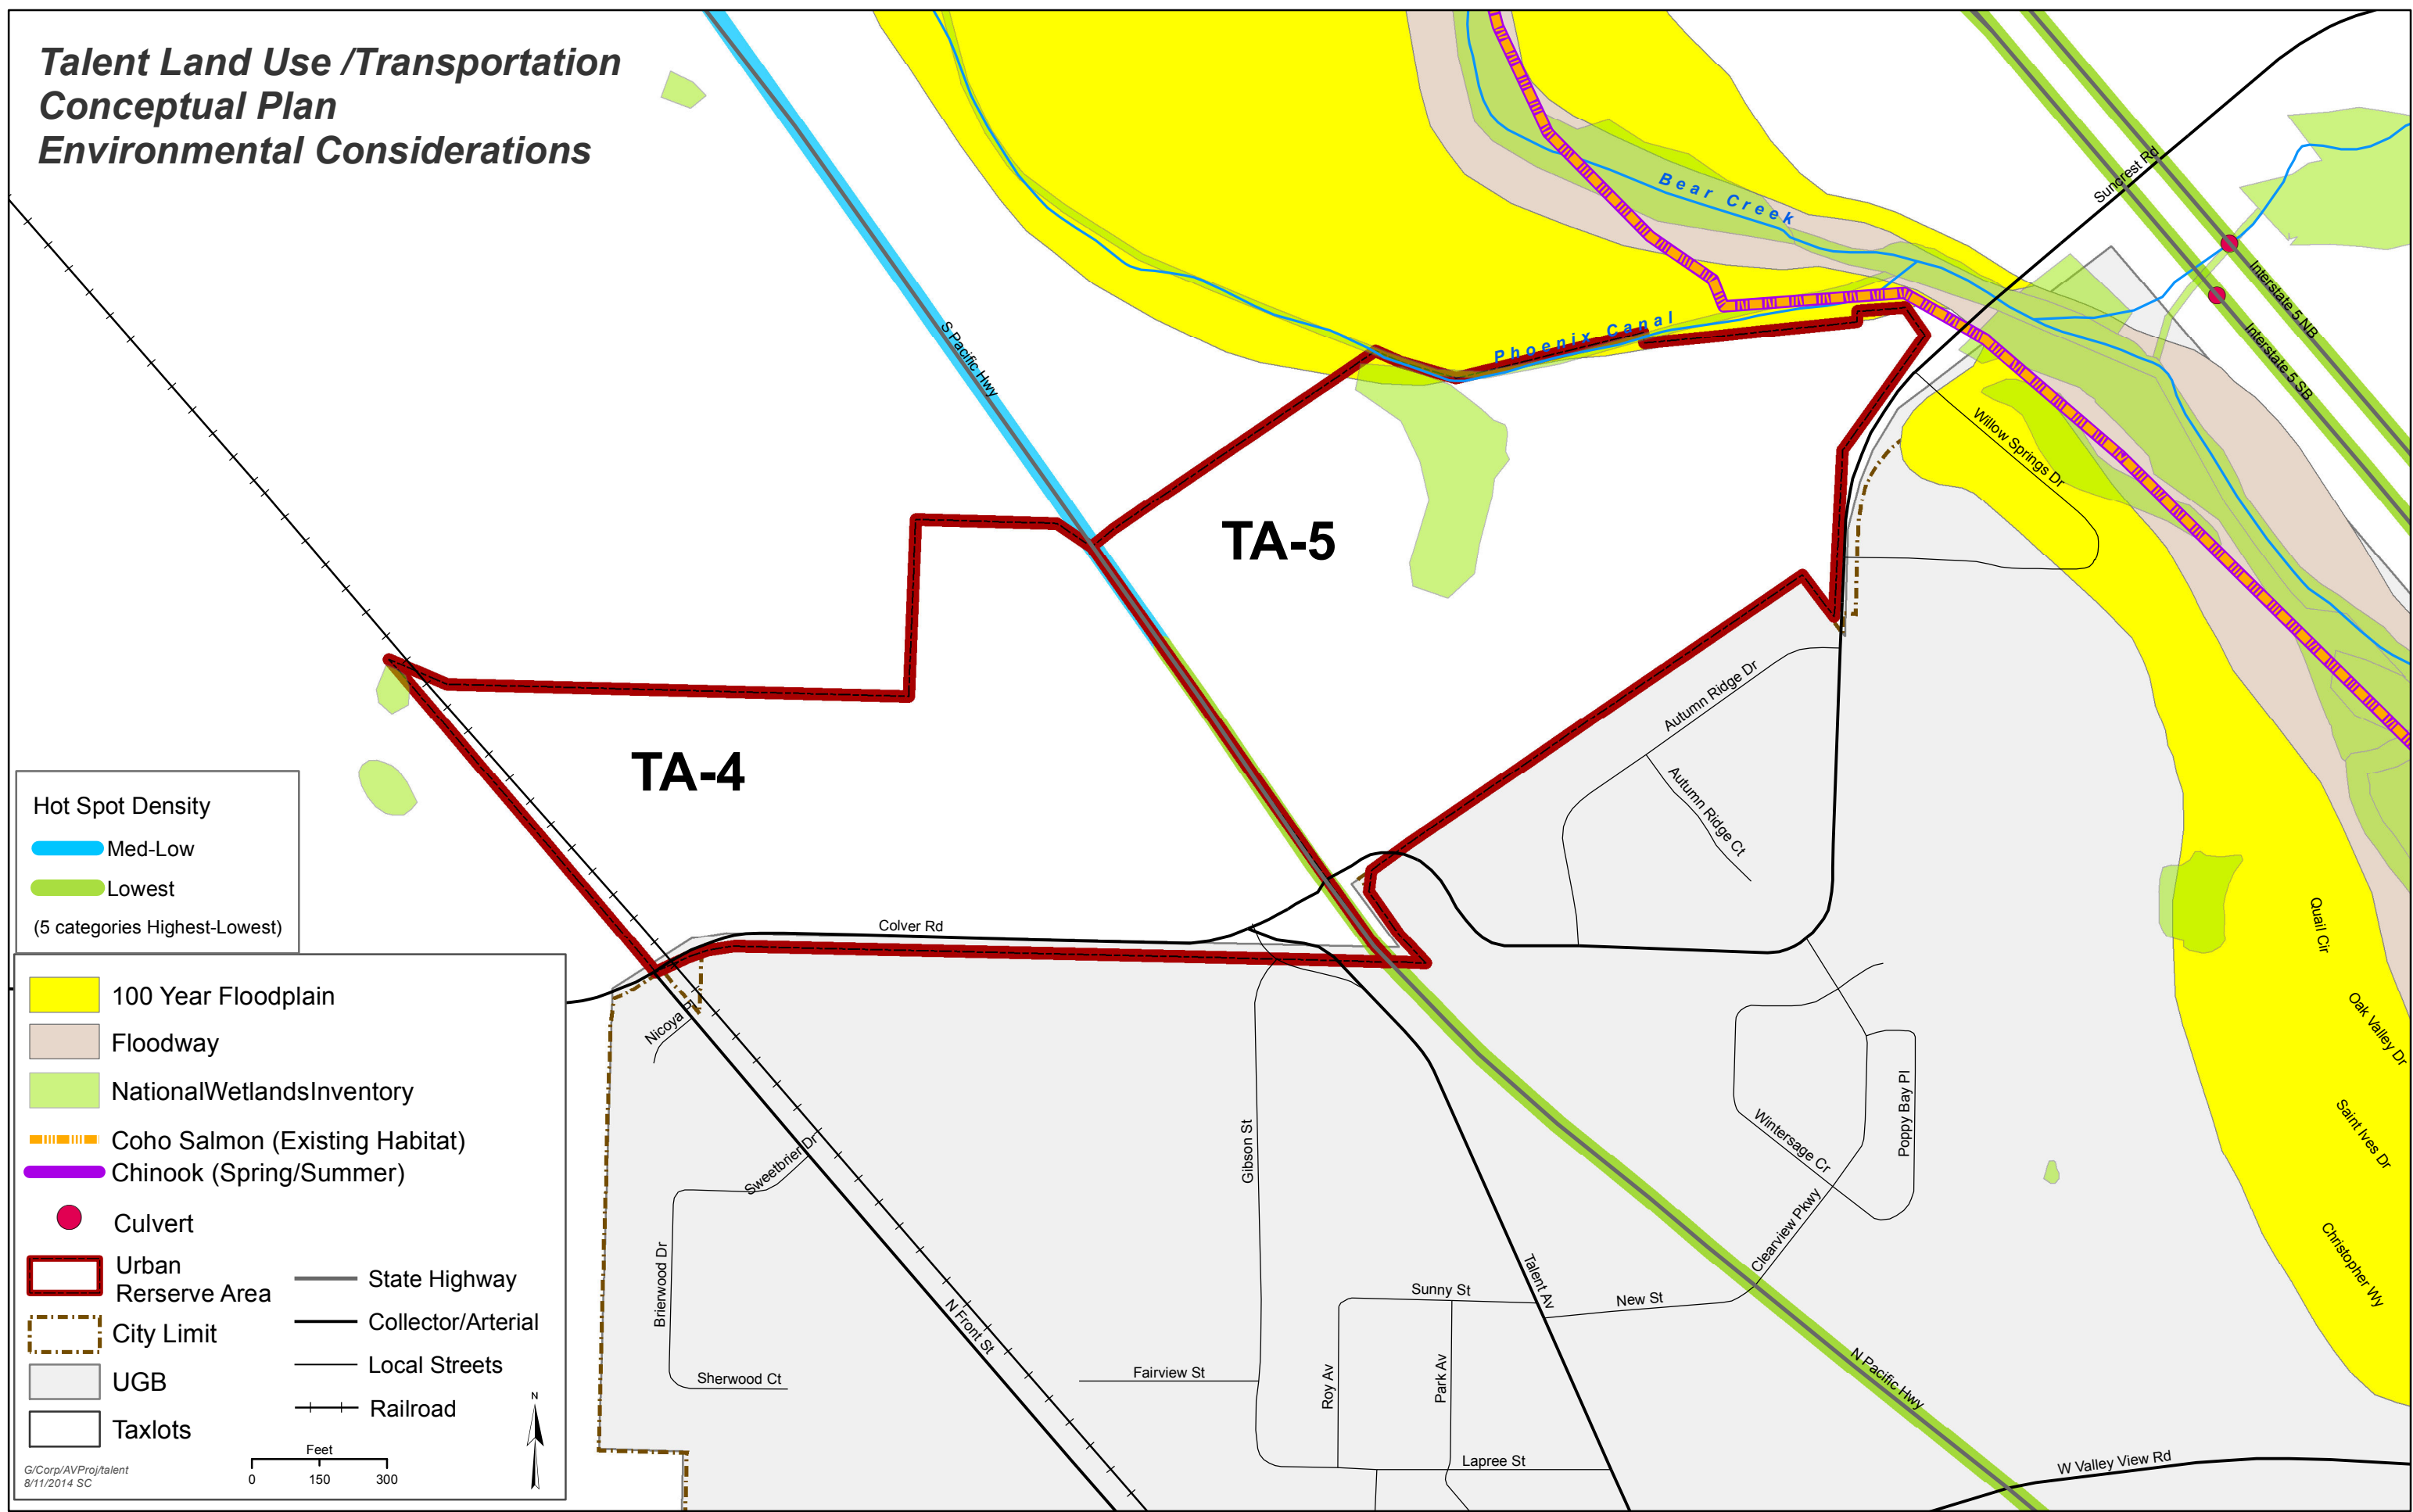 Talent Land Use /Transportation
Conceptual Plan
Environmental Considerations
Bear Creek
Suncrest Rd
Interstate 5 NB
Interstate 5 SB
Phoenix Canal
S Pacific Hwy
Willow Springs Dr
TA-5
TA-4
Autumn Ridge Dr
Autumn Ridge Ct
Colver Rd
Quail Cir
Oak Valley Dr
Saint Ives Dr
Christopher Wy
Nicoya
Sweetbrier Dr
Brierwood Dr
Sherwood Ct
N Front St
Gibson St
Fairview St
Roy Av
Park Av
Sunny St
Talent Av
New St
Lapree St
Clearview Pkwy
Wintersage Cr
Poppy Bay Pl
N Pacific Hwy
W Valley View Rd
Hot Spot Density
Med-Low
Lowest
(5 categories Highest-Lowest)
100 Year Floodplain
Floodway
NationalWetlandsInventory
Coho Salmon (Existing Habitat)
Chinook (Spring/Summer)
Culvert
Urban
Rerserve Area
City Limit
UGB
Taxlots
State Highway
Collector/Arterial
Local Streets
Railroad
N
Feet
0 150 300
G/Corp/AVProj/talent
8/11/2014 SC